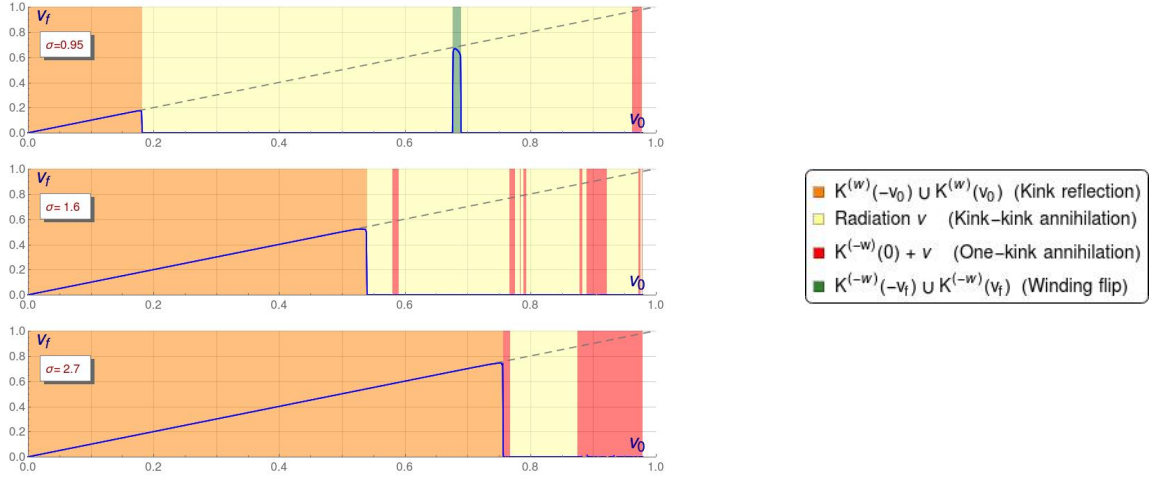 1.0
v_f
0.8
σ=0.95
0.6
0.4
0.2
v_0
0.0
0.0 0.2 0.4 0.6 0.8 1.0
1.0
v_f
0.8
σ= 1.6
0.6
0.4
0.2
v_0
0.0
0.0 0.2 0.4 0.6 0.8 1.0
1.0
v_f
0.8
σ= 2.7
0.6
0.4
0.2
v_0
0.0
0.0 0.2 0.4 0.6 0.8 1.0
K^(w)(-v_0) ∪ K^(w)(v_0) (Kink reflection)
Radiation ν (Kink-kink annihilation)
K^(-w)(0) + ν (One-kink annihilation)
K^(-w)(-v_f) ∪ K^(-w)(v_f) (Winding flip)